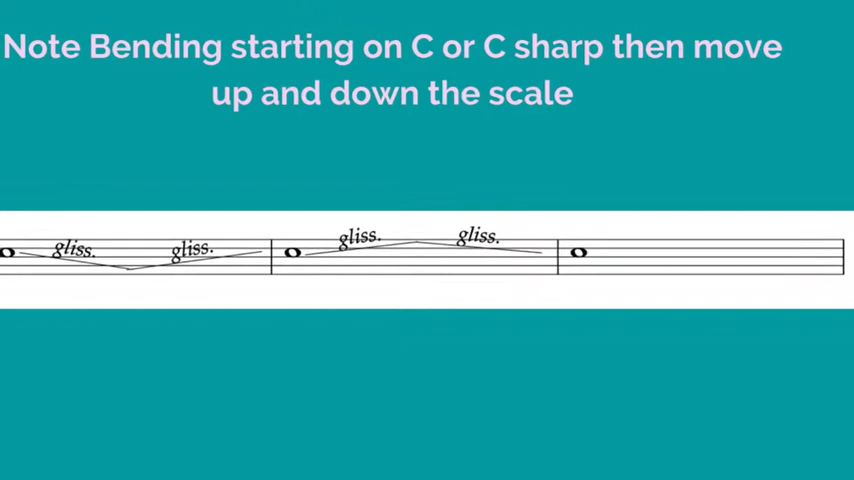 Note Bending starting on C or C sharp then move
up and down the scale
gliss. gliss. gliss. gliss.